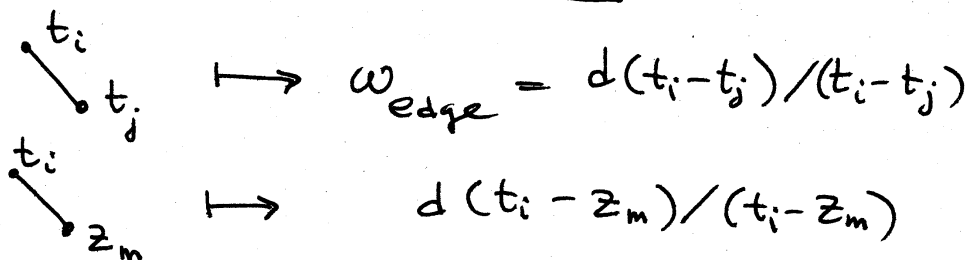 t_i
t_j ⟼ ω_edge = d(t_i - t_j)/(t_i - t_j)
t_i
z_m ⟼ d(t_i - z_m)/(t_i - z_m)